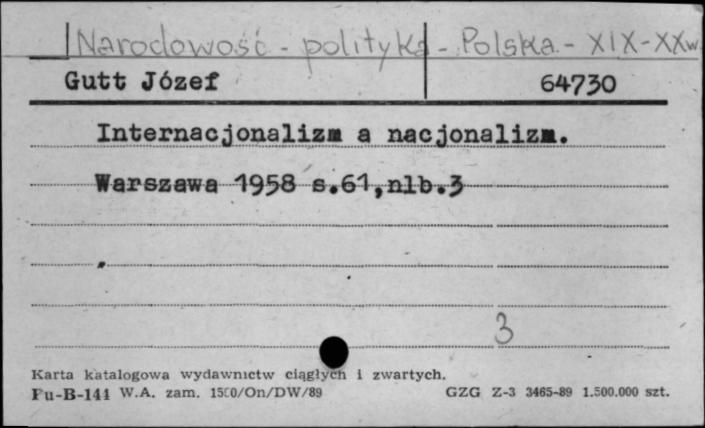 Narodowość - polityka - Polska - XIX-XXw
Gutt Józef 64730
Internacjonalizm a nacjonalizm.
Warszawa 1958 s.61,nlb.3
3
Karta katalogowa wydawnictw ciągłych i zwartych.
Pu-B-141 W.A. zam. 1500/On/DW/89 GZG Z-3 3465-89 1.500.000 szt.